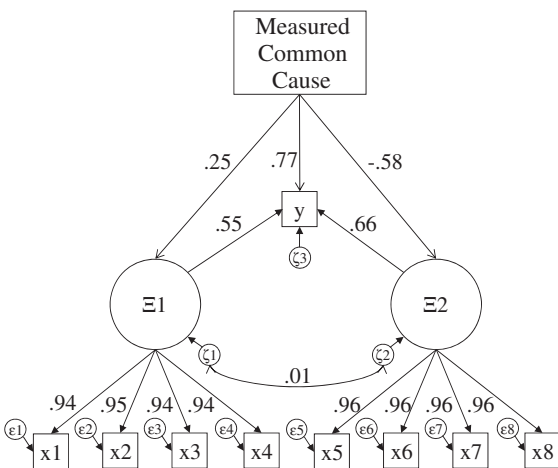 Measured
Common
Cause
.25
.77
-.58
y
.55
.66
ζ3
Ξ1
Ξ2
ζ1
ζ2
.01
.94
.95
.94
.94
.96
.96
.96
.96
ε1
ε2
ε3
ε4
ε5
ε6
ε7
ε8
x1
x2
x3
x4
x5
x6
x7
x8